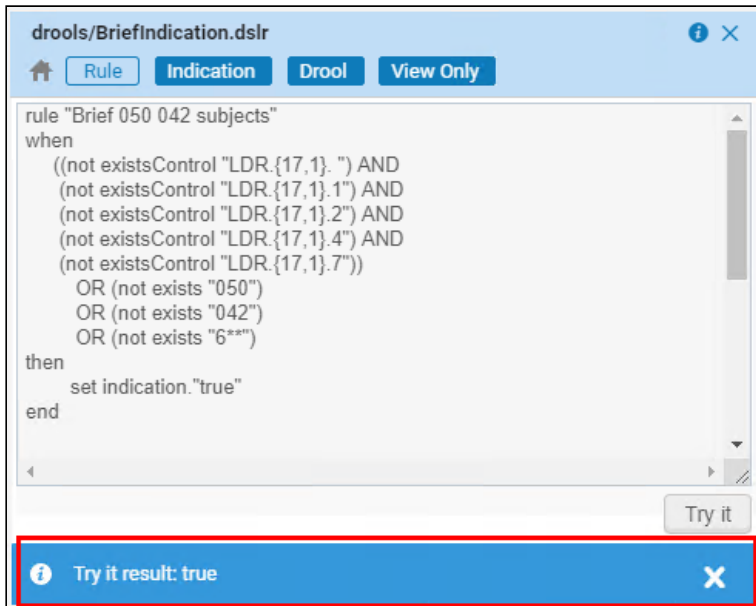 drools/BriefIndication.dslr
Rule Indication Drool View Only
rule "Brief 050 042 subjects"
when
((not existsControl "LDR.{17,1}. ") AND
(not existsControl "LDR.{17,1}.1") AND
(not existsControl "LDR.{17,1}.2") AND
(not existsControl "LDR.{17,1}.4") AND
(not existsControl "LDR.{17,1}.7"))
OR (not exists "050")
OR (not exists "042")
OR (not exists "6**")
then
set indication."true"
end
Try it
Try it result: true